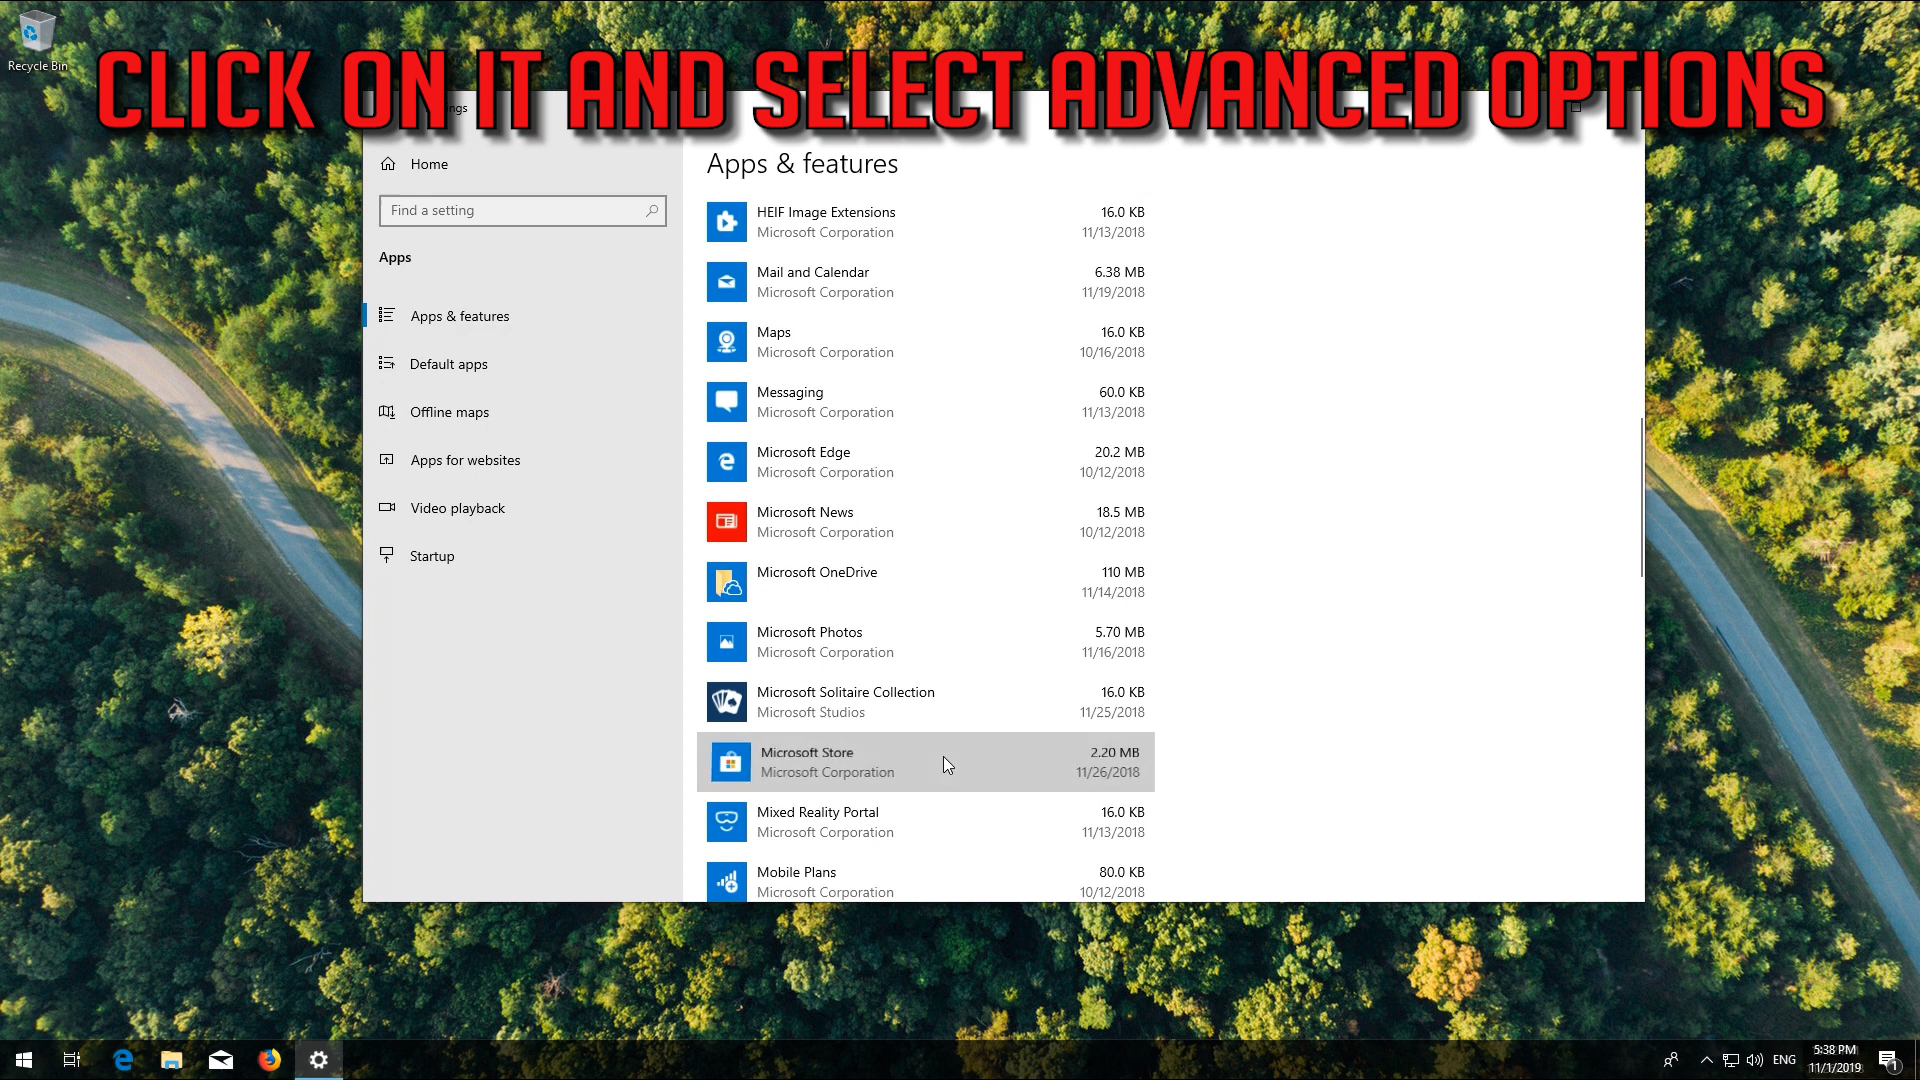 Recycle Bin
CLICK ON IT AND SELECT ADVANCED OPTIONS
ngs
Home
Find a setting
Apps
Apps & features
Default apps
Offline maps
Apps for websites
Video playback
Startup
Apps & features
HEIF Image Extensions 16.0 KB
Microsoft Corporation 11/13/2018
Mail and Calendar 6.38 MB
Microsoft Corporation 11/19/2018
Maps 16.0 KB
Microsoft Corporation 10/16/2018
Messaging 60.0 KB
Microsoft Corporation 11/13/2018
Microsoft Edge 20.2 MB
Microsoft Corporation 10/12/2018
Microsoft News 18.5 MB
Microsoft Corporation 10/12/2018
Microsoft OneDrive 110 MB
11/14/2018
Microsoft Photos 5.70 MB
Microsoft Corporation 11/16/2018
Microsoft Solitaire Collection 16.0 KB
Microsoft Studios 11/25/2018
Microsoft Store 2.20 MB
Microsoft Corporation 11/26/2018
Mixed Reality Portal 16.0 KB
Microsoft Corporation 11/13/2018
Mobile Plans 80.0 KB
Microsoft Corporation 10/12/2018
ENG
5:38 PM
11/1/2019
1